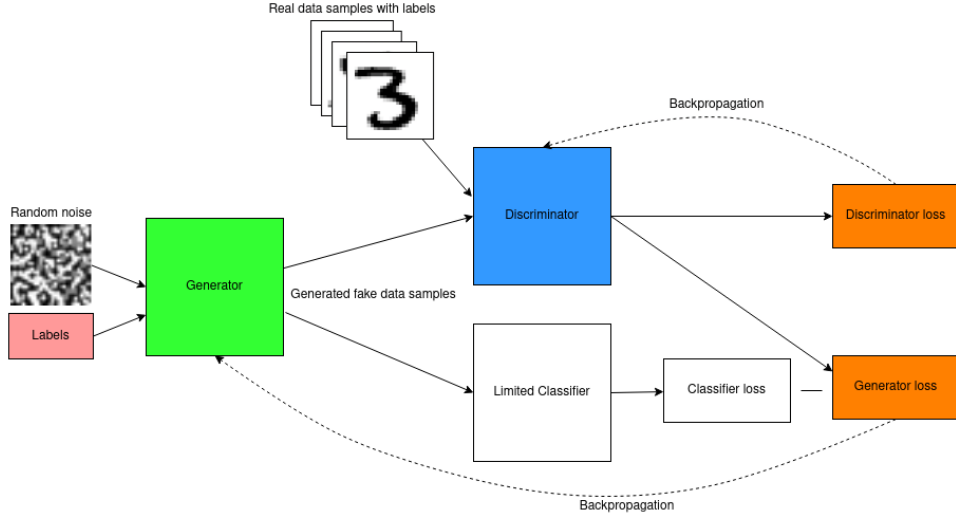 Real data samples with labels
3
Backpropagation
Random noise
Discriminator
Discriminator loss
Generator
Generated fake data samples
Labels
Limited Classifier
Classifier loss
Generator loss
Backpropagation